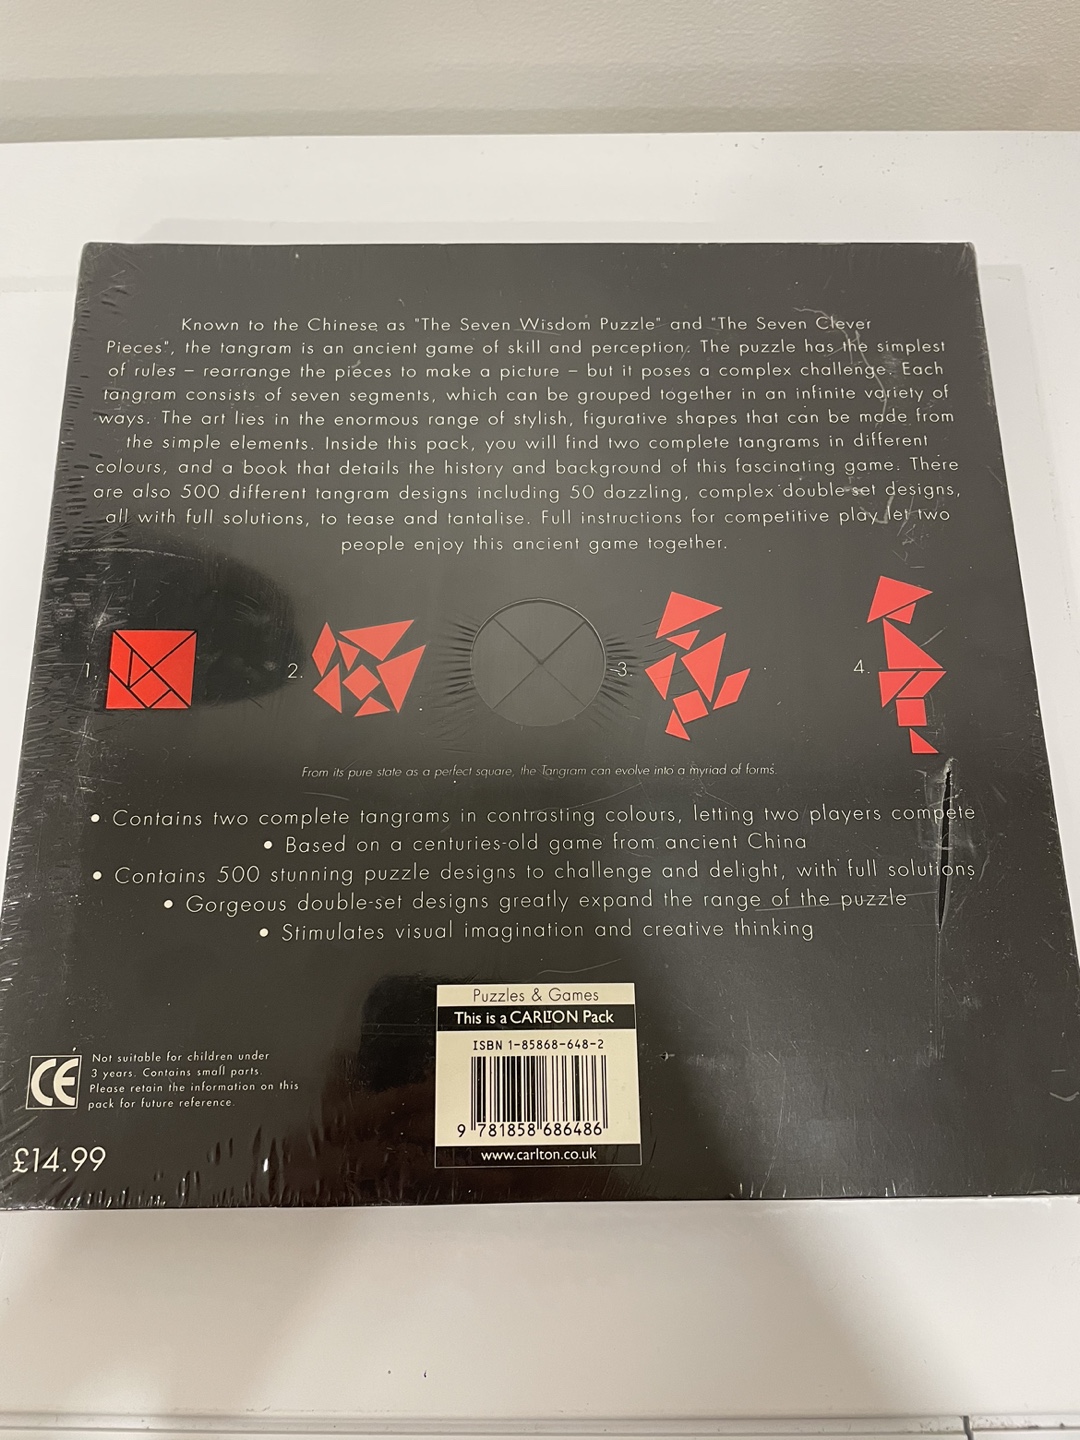 Known to the Chinese as "The Seven Wisdom Puzzle" and "The Seven Clever
Pieces", the tangram is an ancient game of skill and perception. The puzzle has the simplest
of rules – rearrange the pieces to make a picture – but it poses a complex challenge. Each
tangram consists of seven segments, which can be grouped together in an infinite variety of
ways. The art lies in the enormous range of stylish, figurative shapes that can be made from
the simple elements. Inside this pack, you will find two complete tangrams in different
colours, and a book that details the history and background of this fascinating game. There
are also 500 different tangram designs including 50 dazzling, complex double-set designs,
all with full solutions, to tease and tantalise. Full instructions for competitive play let two
people enjoy this ancient game together.
1. 2. 3. 4.
From its pure state as a perfect square, the Tangram can evolve into a myriad of forms.
• Contains two complete tangrams in contrasting colours, letting two players compete
• Based on a centuries-old game from ancient China
• Contains 500 stunning puzzle designs to challenge and delight, with full solutions
• Gorgeous double-set designs greatly expand the range of the puzzle
• Stimulates visual imagination and creative thinking
Puzzles & Games
This is a CARLTON Pack
ISBN 1-85868-648-2
9 781858 686486
www.carlton.co.uk
CE
Not suitable for children under
3 years. Contains small parts.
Please retain the information on this
pack for future reference.
£14.99